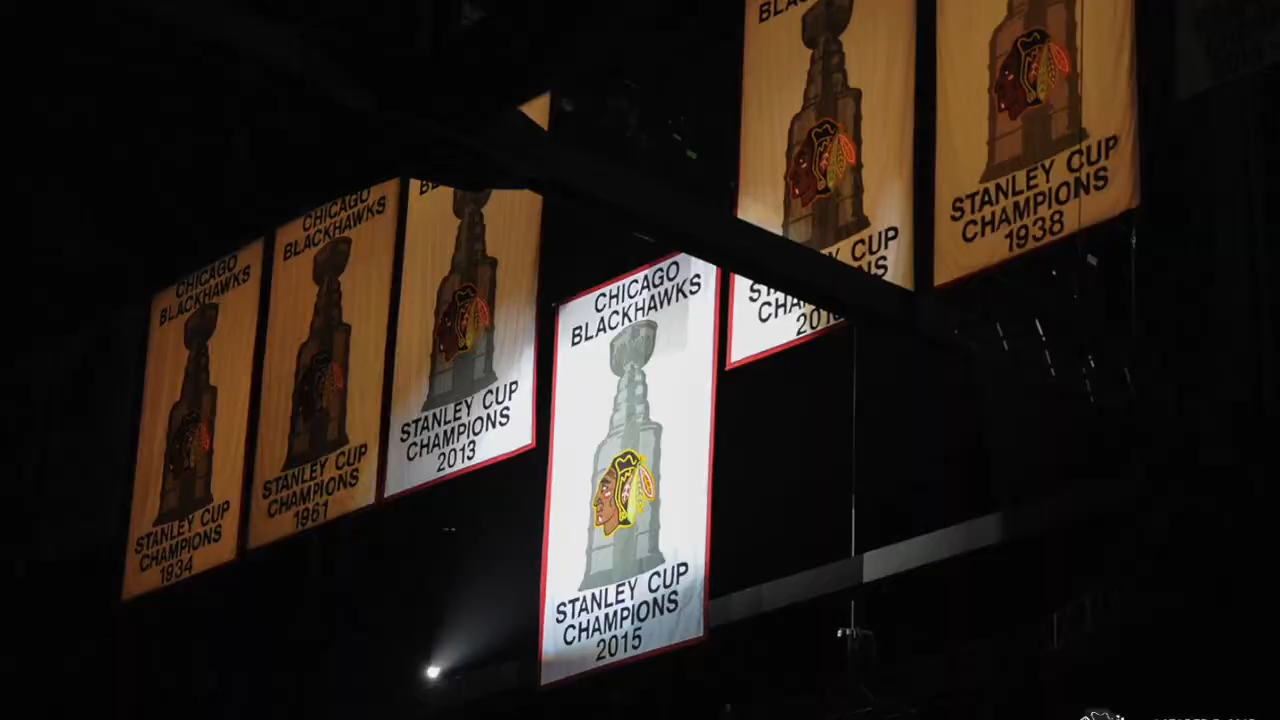 CHICAGO
BLACKHAWKS
STANLEY CUP
CHAMPIONS
1934
CHICAGO
BLACKHAWKS
STANLEY CUP
CHAMPIONS
1961
STANLEY CUP
CHAMPIONS
2013
CHICAGO
BLACKHAWKS
STANLEY CUP
CHAMPIONS
2015
STANLEY CUP
CHAMPIONS
1938